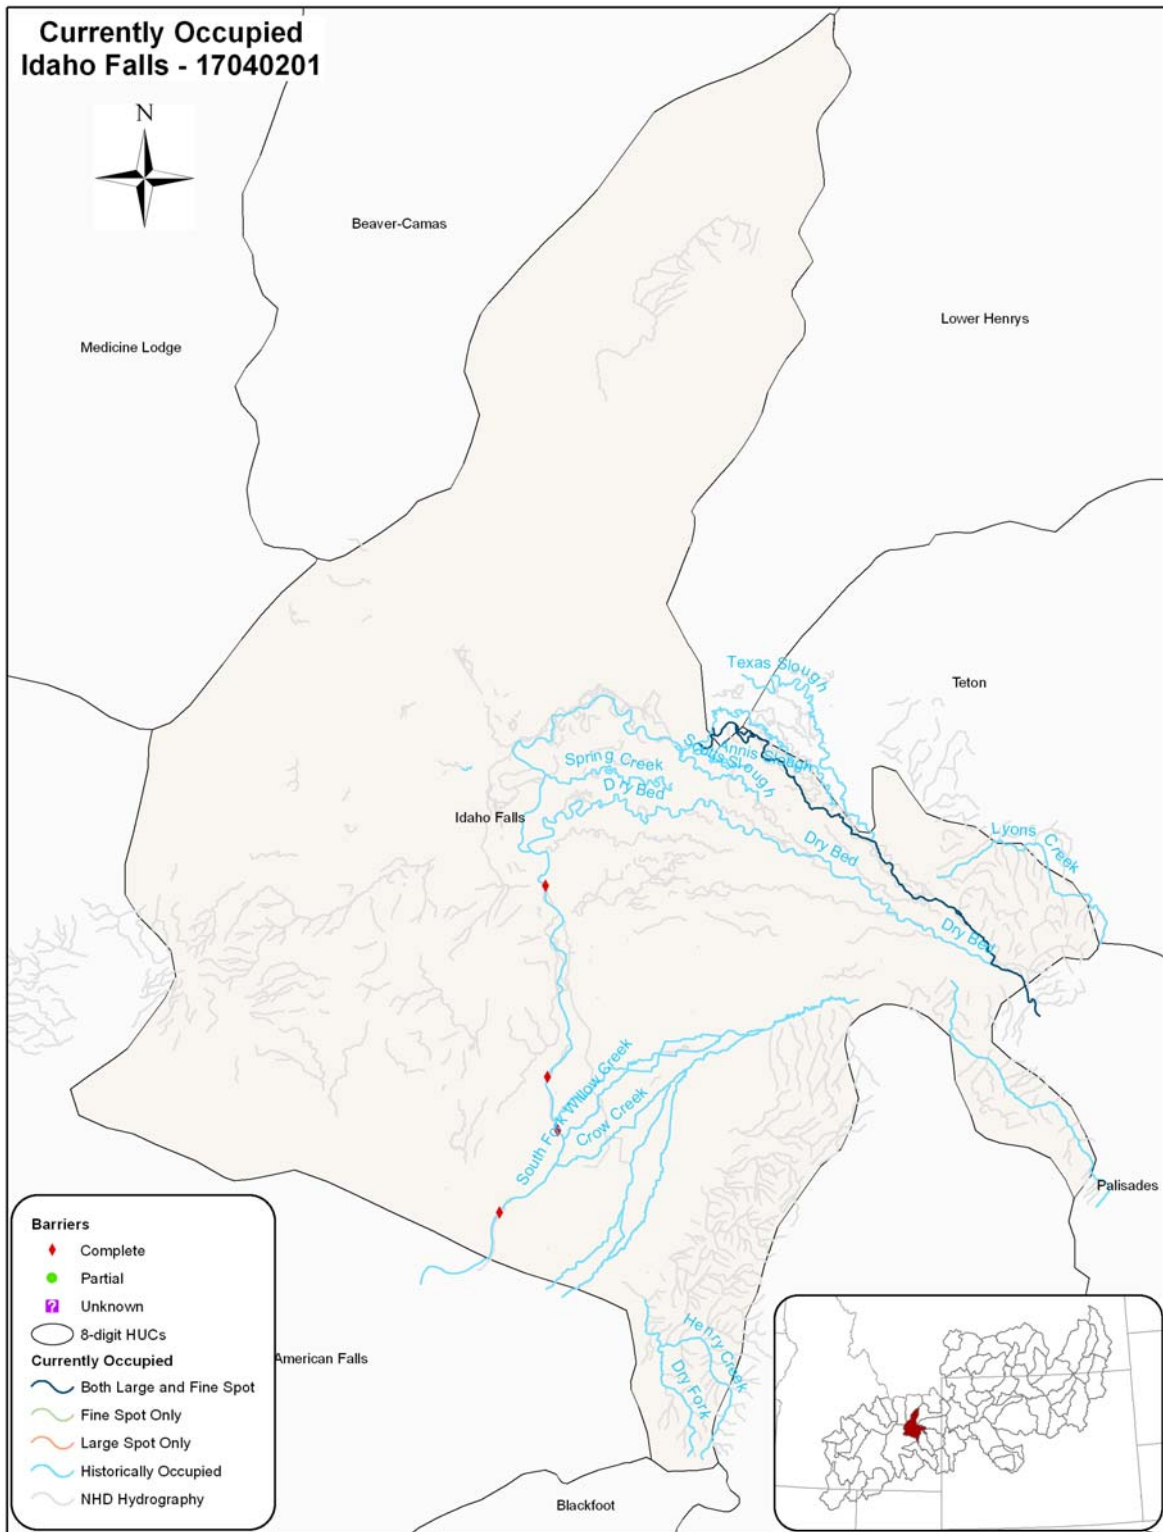 Currently Occupied
Idaho Falls - 17040201
N
Beaver-Camas
Lower Henrys
Medicine Lodge
Texas Slough
Teton
Annis Slough
Scotts Slough
Spring Creek
Dry Bed
Idaho Falls
Lyons Creek
Dry Bed
Dry Bed
South Fork Willow Creek
Crow Creek
Palisades
Henry Creek
Dry Fork
American Falls
Blackfoot
Barriers
Complete
Partial
?
Unknown
8-digit HUCs
Currently Occupied
Both Large and Fine Spot
Fine Spot Only
Large Spot Only
Historically Occupied
NHD Hydrography